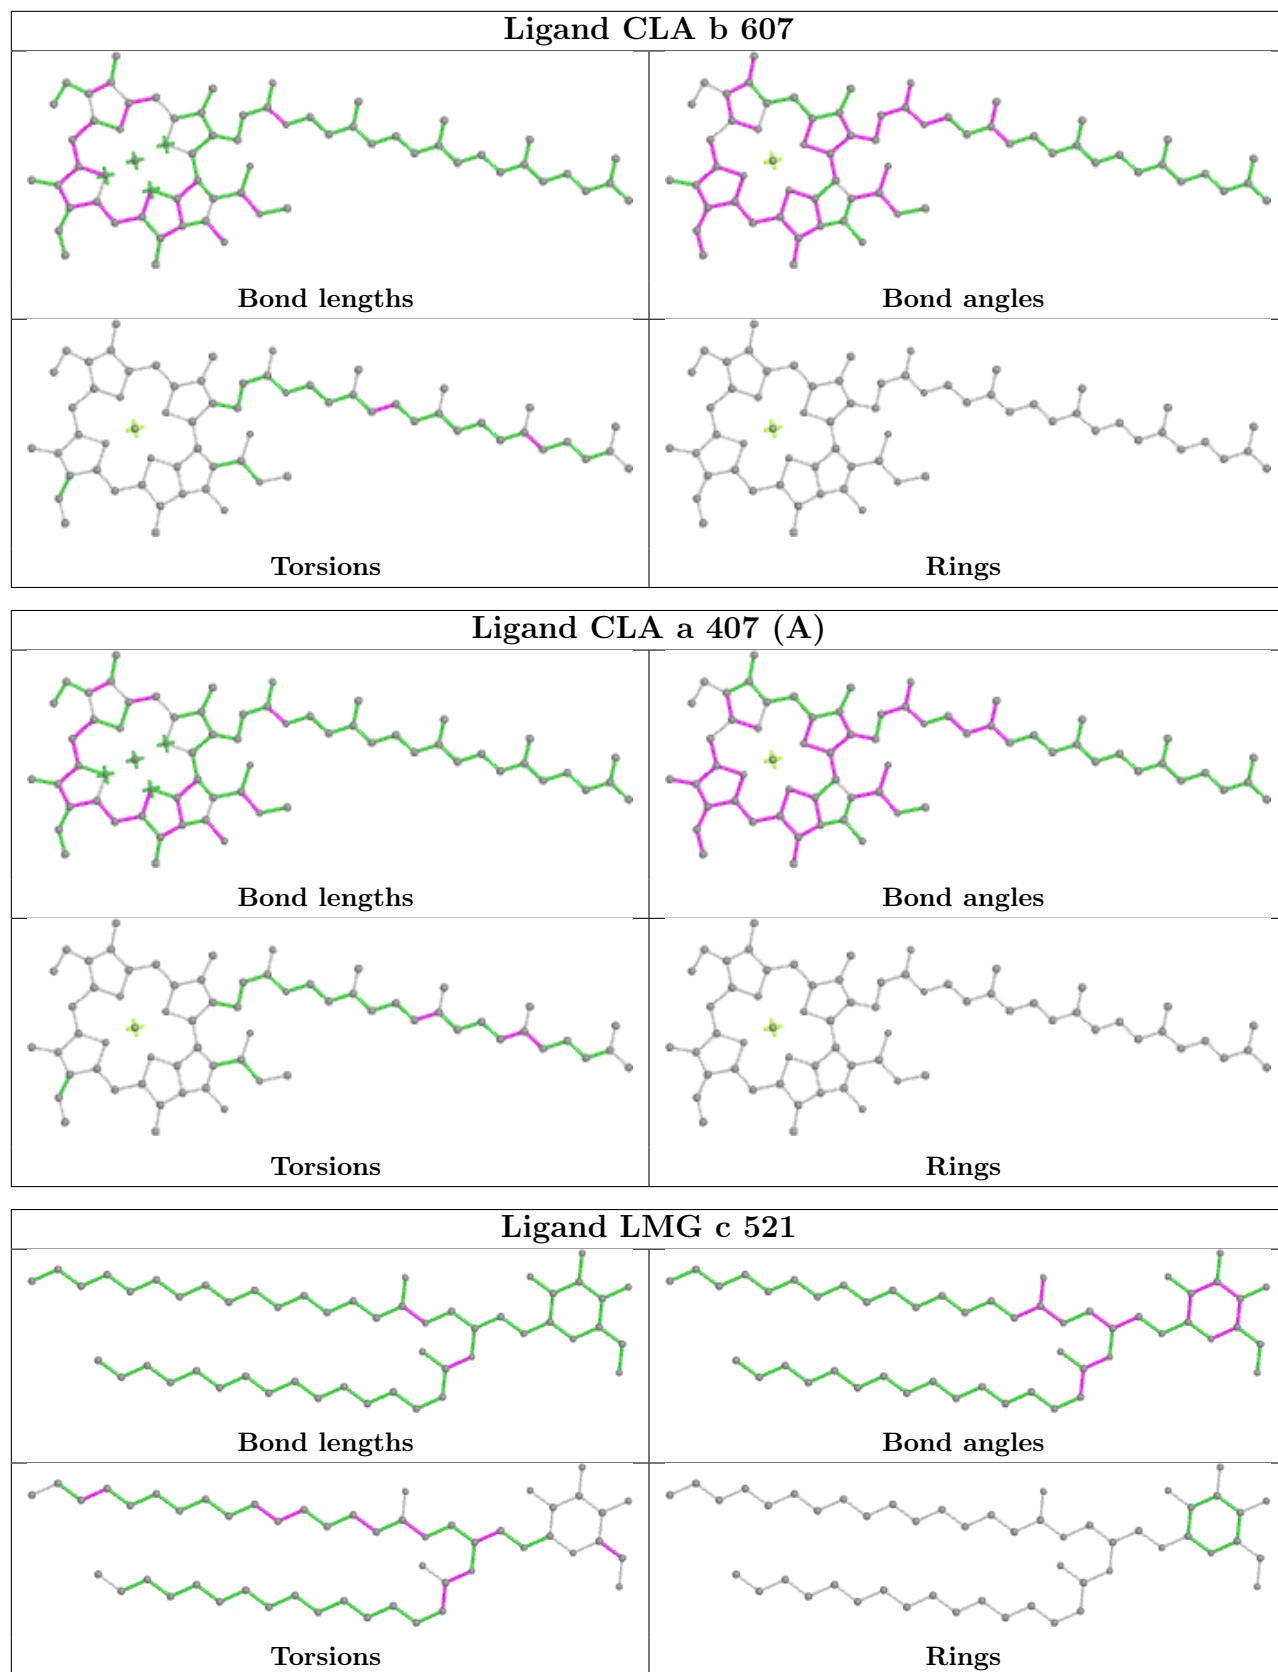 Ligand CLA b 607
Bond lengths
Bond angles
Torsions
Rings
Ligand CLA a 407 (A)
Bond lengths
Bond angles
Torsions
Rings
Ligand LMG c 521
Bond lengths
Bond angles
Torsions
Rings